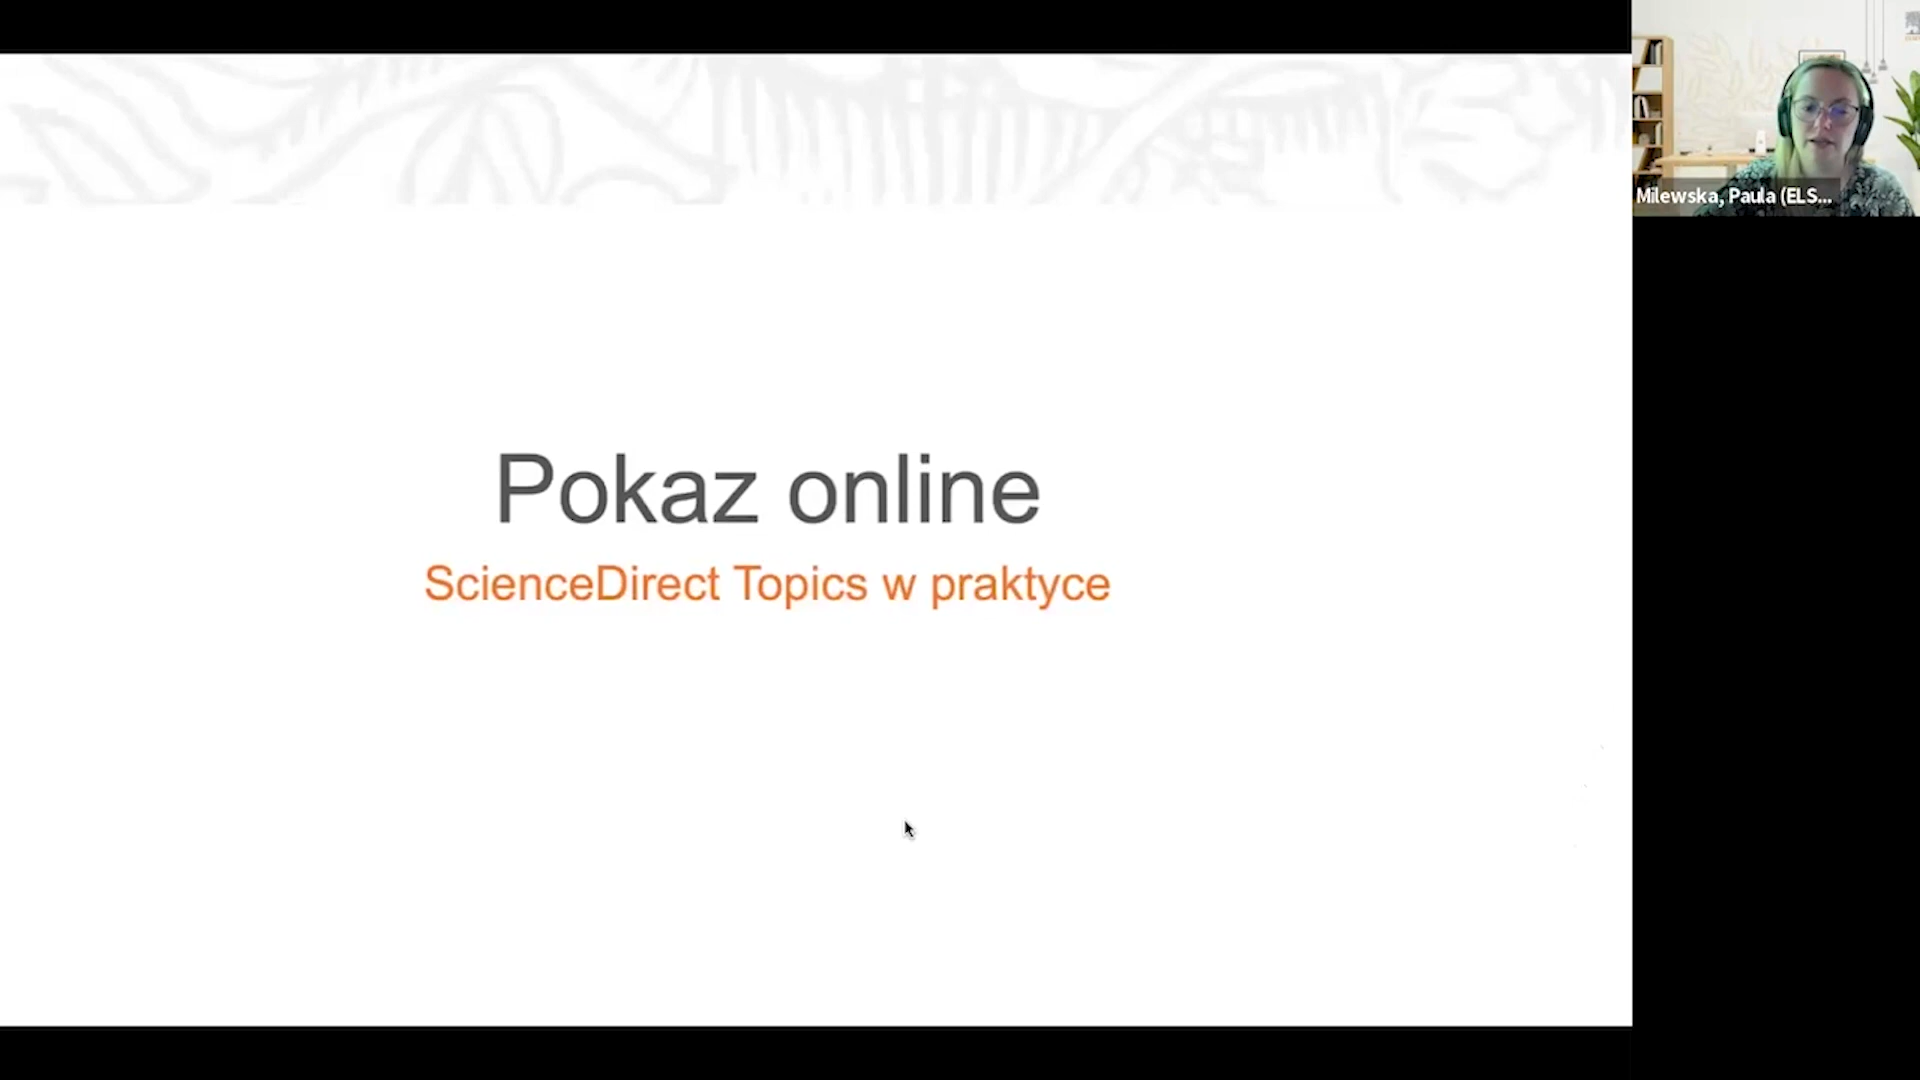 Pokaz online
ScienceDirect Topics w praktyce
Milewska, Paula (ELS...